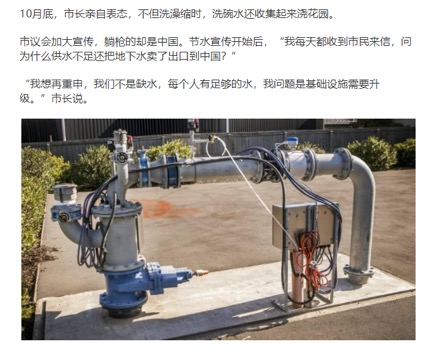 10月底，市长亲自表态，不但洗澡缩时，洗碗水还收集起来浇花园。
市议会加大宣传，躺枪的却是中国。节水宣传开始后，“我每天都收到市民来信，问
为什么供水不足还把地下水卖了出口到中国？”
“我想再重申，我们不是缺水，每个人有足够的水，我问题是基础设施需要升
级。”市长说。